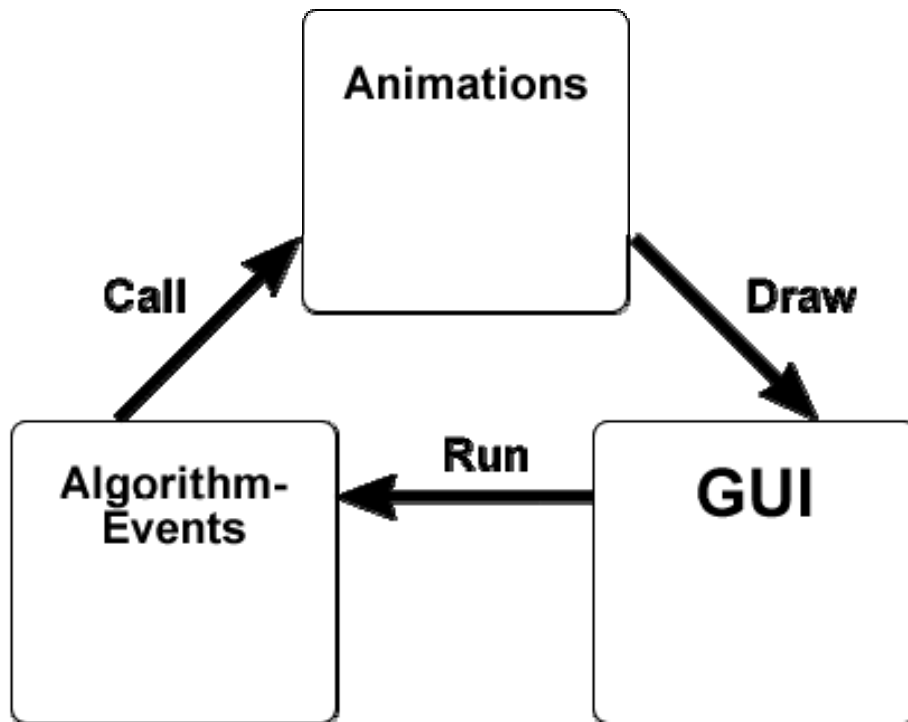 Animations
Call
Draw
Algorithm-
Events
Run
GUI